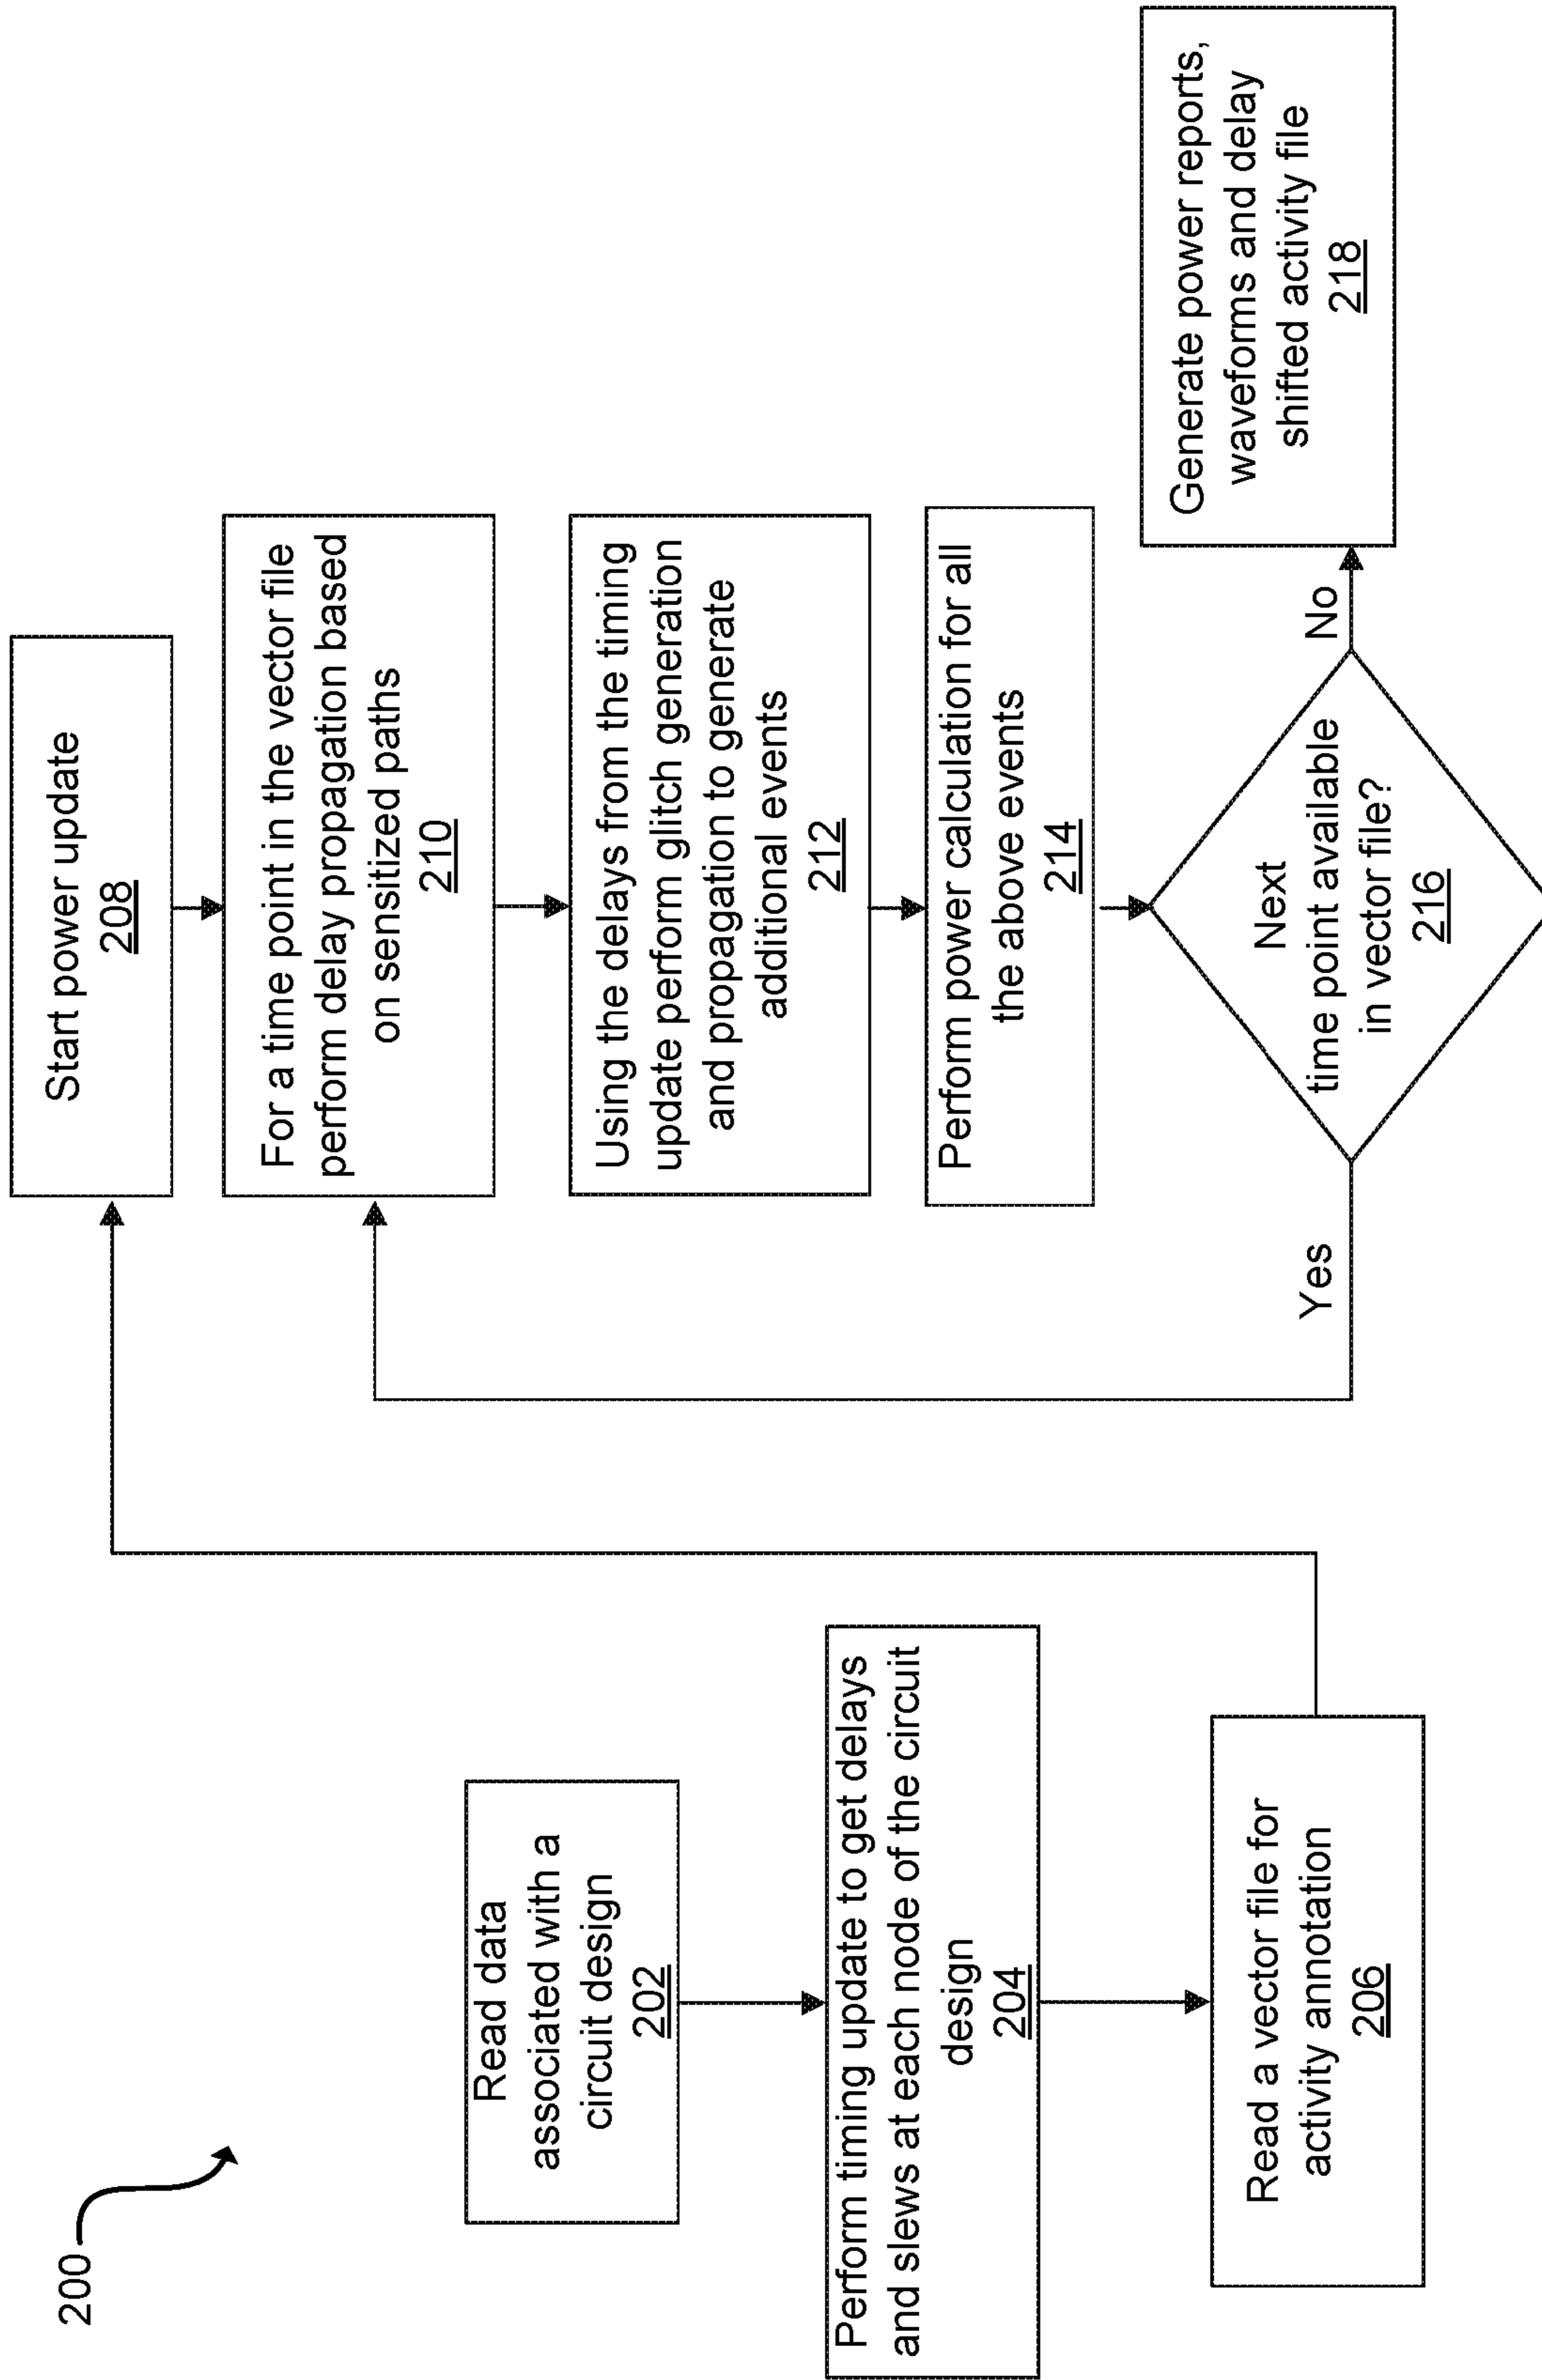 200
Read data
associated with a
circuit design
202
Perform timing update to get delays
and slews at each node of the circuit
design
204
Read a vector file for
activity annotation
206
Start power update
208
For a time point in the vector file
perform delay propagation based
on sensitized paths
210
Using the delays from the timing
update perform glitch generation
and propagation to generate
additional events
212
Perform power calculation for all
the above events
214
Next
time point available
in vector file?
216
Yes
No
Generate power reports,
waveforms and delay
shifted activity file
218